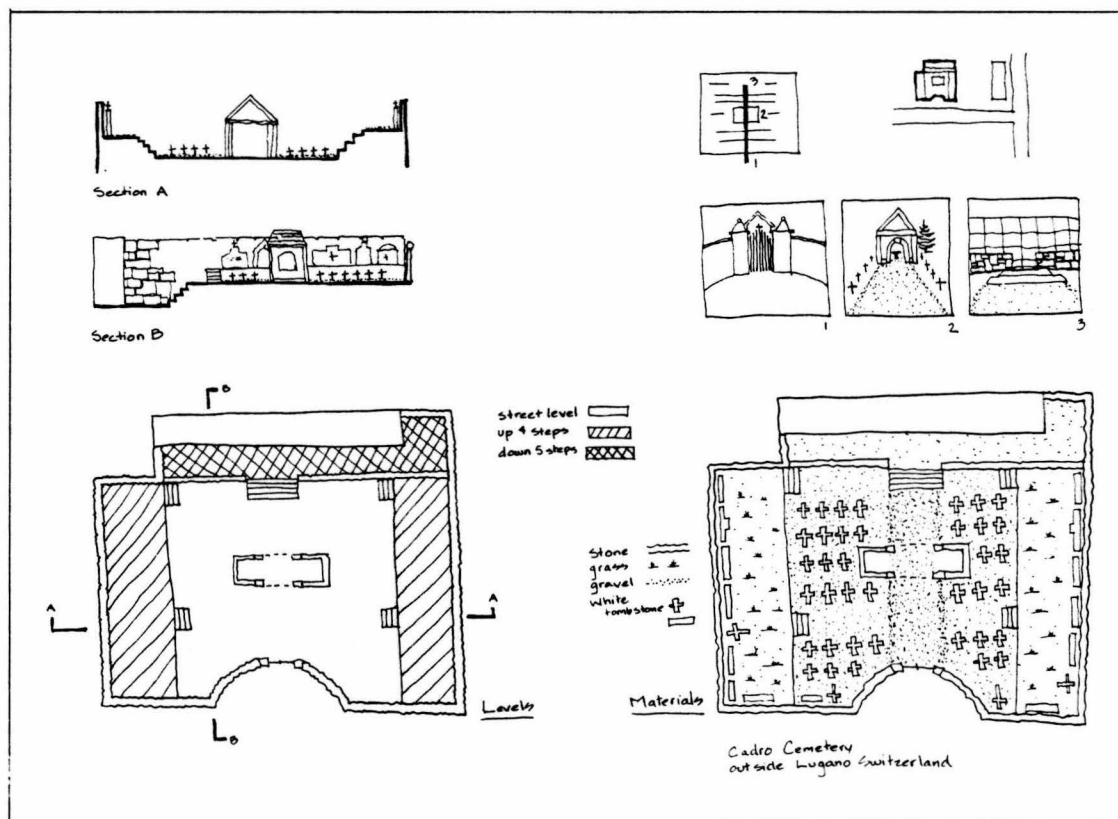 Section A
Section B
3
2
1
1
2
3
B
A
A
B
street level
up 4 steps
down 5 steps
Levels
stone
grass
gravel
white
tombstone
Materials
Cadro Cemetery
outside Lugano Switzerland